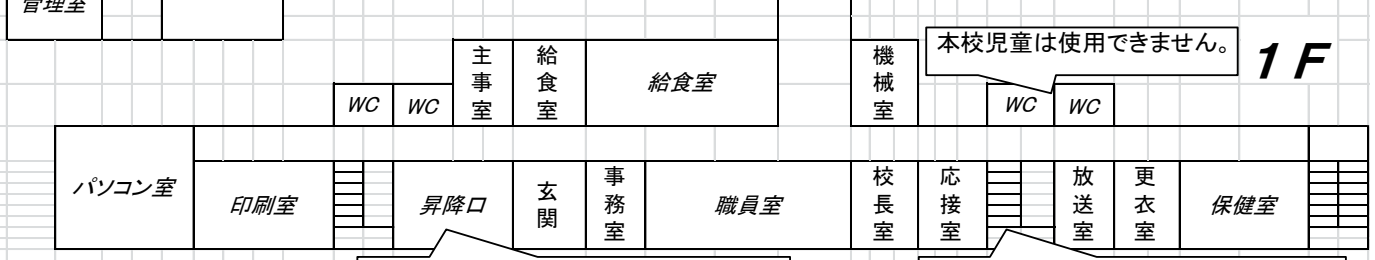 管理室
本校児童は使用できません。
1F
主事室
給食室
給食室
機械室
WC
WC
WC
WC
パソコン室
印刷室
昇降口
玄関
事務室
職員室
校長室
応接室
放送室
更衣室
保健室